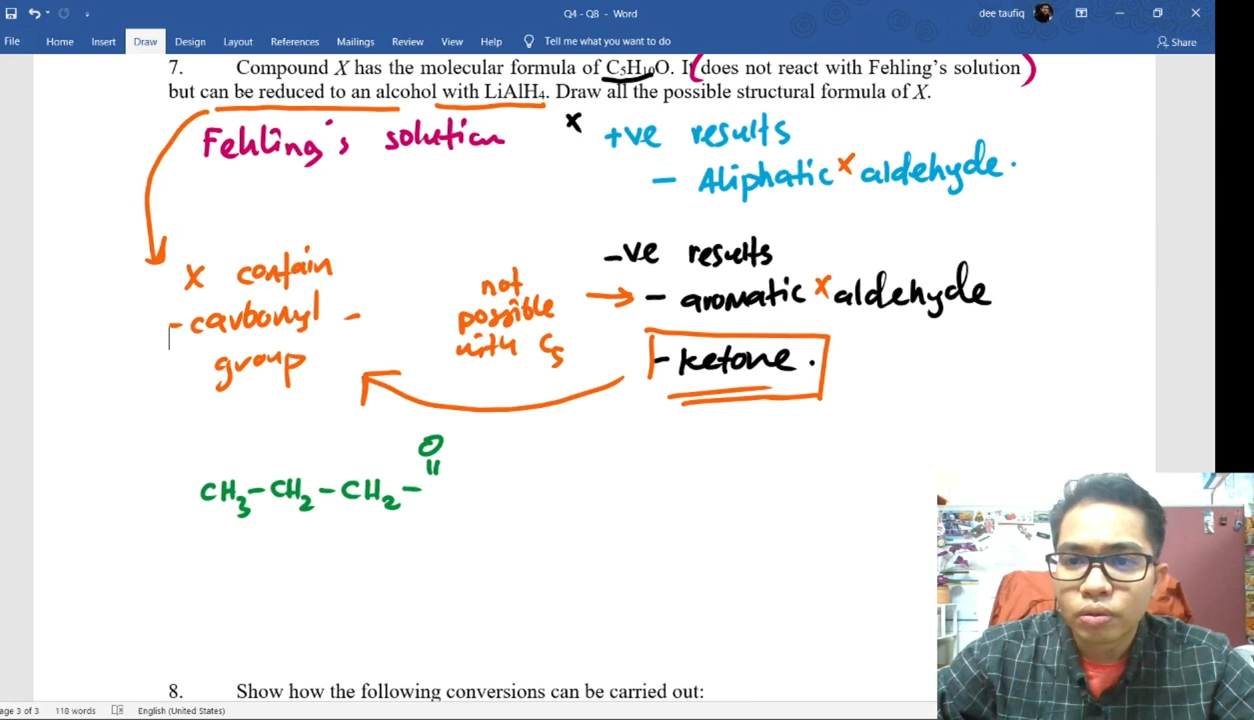 Q4 - Q8 - Word
dee taufiq
File Home Insert Draw Design Layout References Mailings Review View Help Tell me what you want to do
Share
7. Compound X has the molecular formula of C₅H₁₀O. It does not react with Fehling's solution
but can be reduced to an alcohol with LiAlH₄. Draw all the possible structural formula of X.
Fehling's solution x +ve results
- Aliphatic x aldehyde.
X contain
- carbonyl -
group
not
possible
with C₅
-ve results
- aromatic x aldehyde
- ketone.
O
CH₃-CH₂-CH₂-
8. Show how the following conversions can be carried out:
age 3 of 3 118 words English (United States)